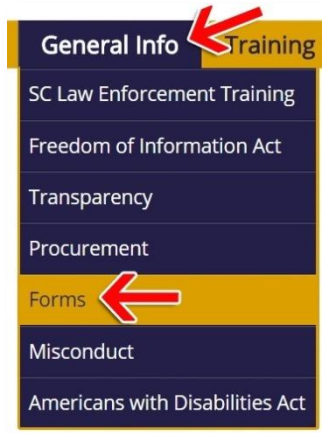 General Info Training
SC Law Enforcement Training
Freedom of Information Act
Transparency
Procurement
Forms
Misconduct
Americans with Disabilities Act